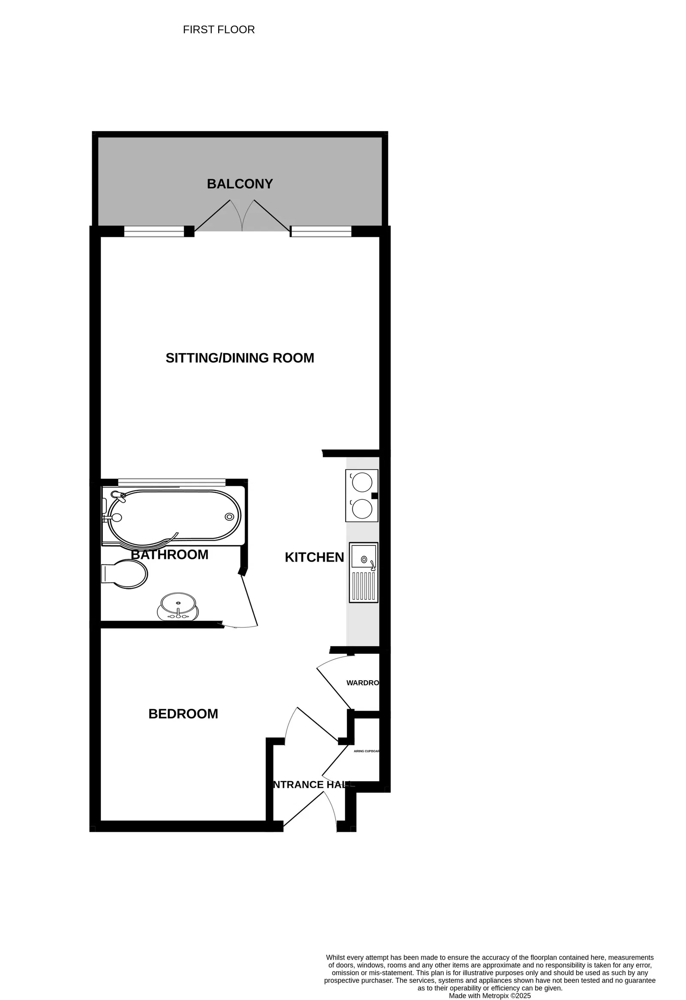 FIRST FLOOR
BALCONY
SITTING/DINING ROOM
BATHROOM
KITCHEN
WARDRO
BEDROOM
AIRING CUPBOAR
NTRANCE HALL
Whilst every attempt has been made to ensure the accuracy of the floorplan contained here, measurements
of doors, windows, rooms and any other items are approximate and no responsibility is taken for any error,
omission or mis-statement. This plan is for illustrative purposes only and should be used as such by any
prospective purchaser. The services, systems and appliances shown have not been tested and no guarantee
as to their operability or efficiency can be given.
Made with Metropix ©2025